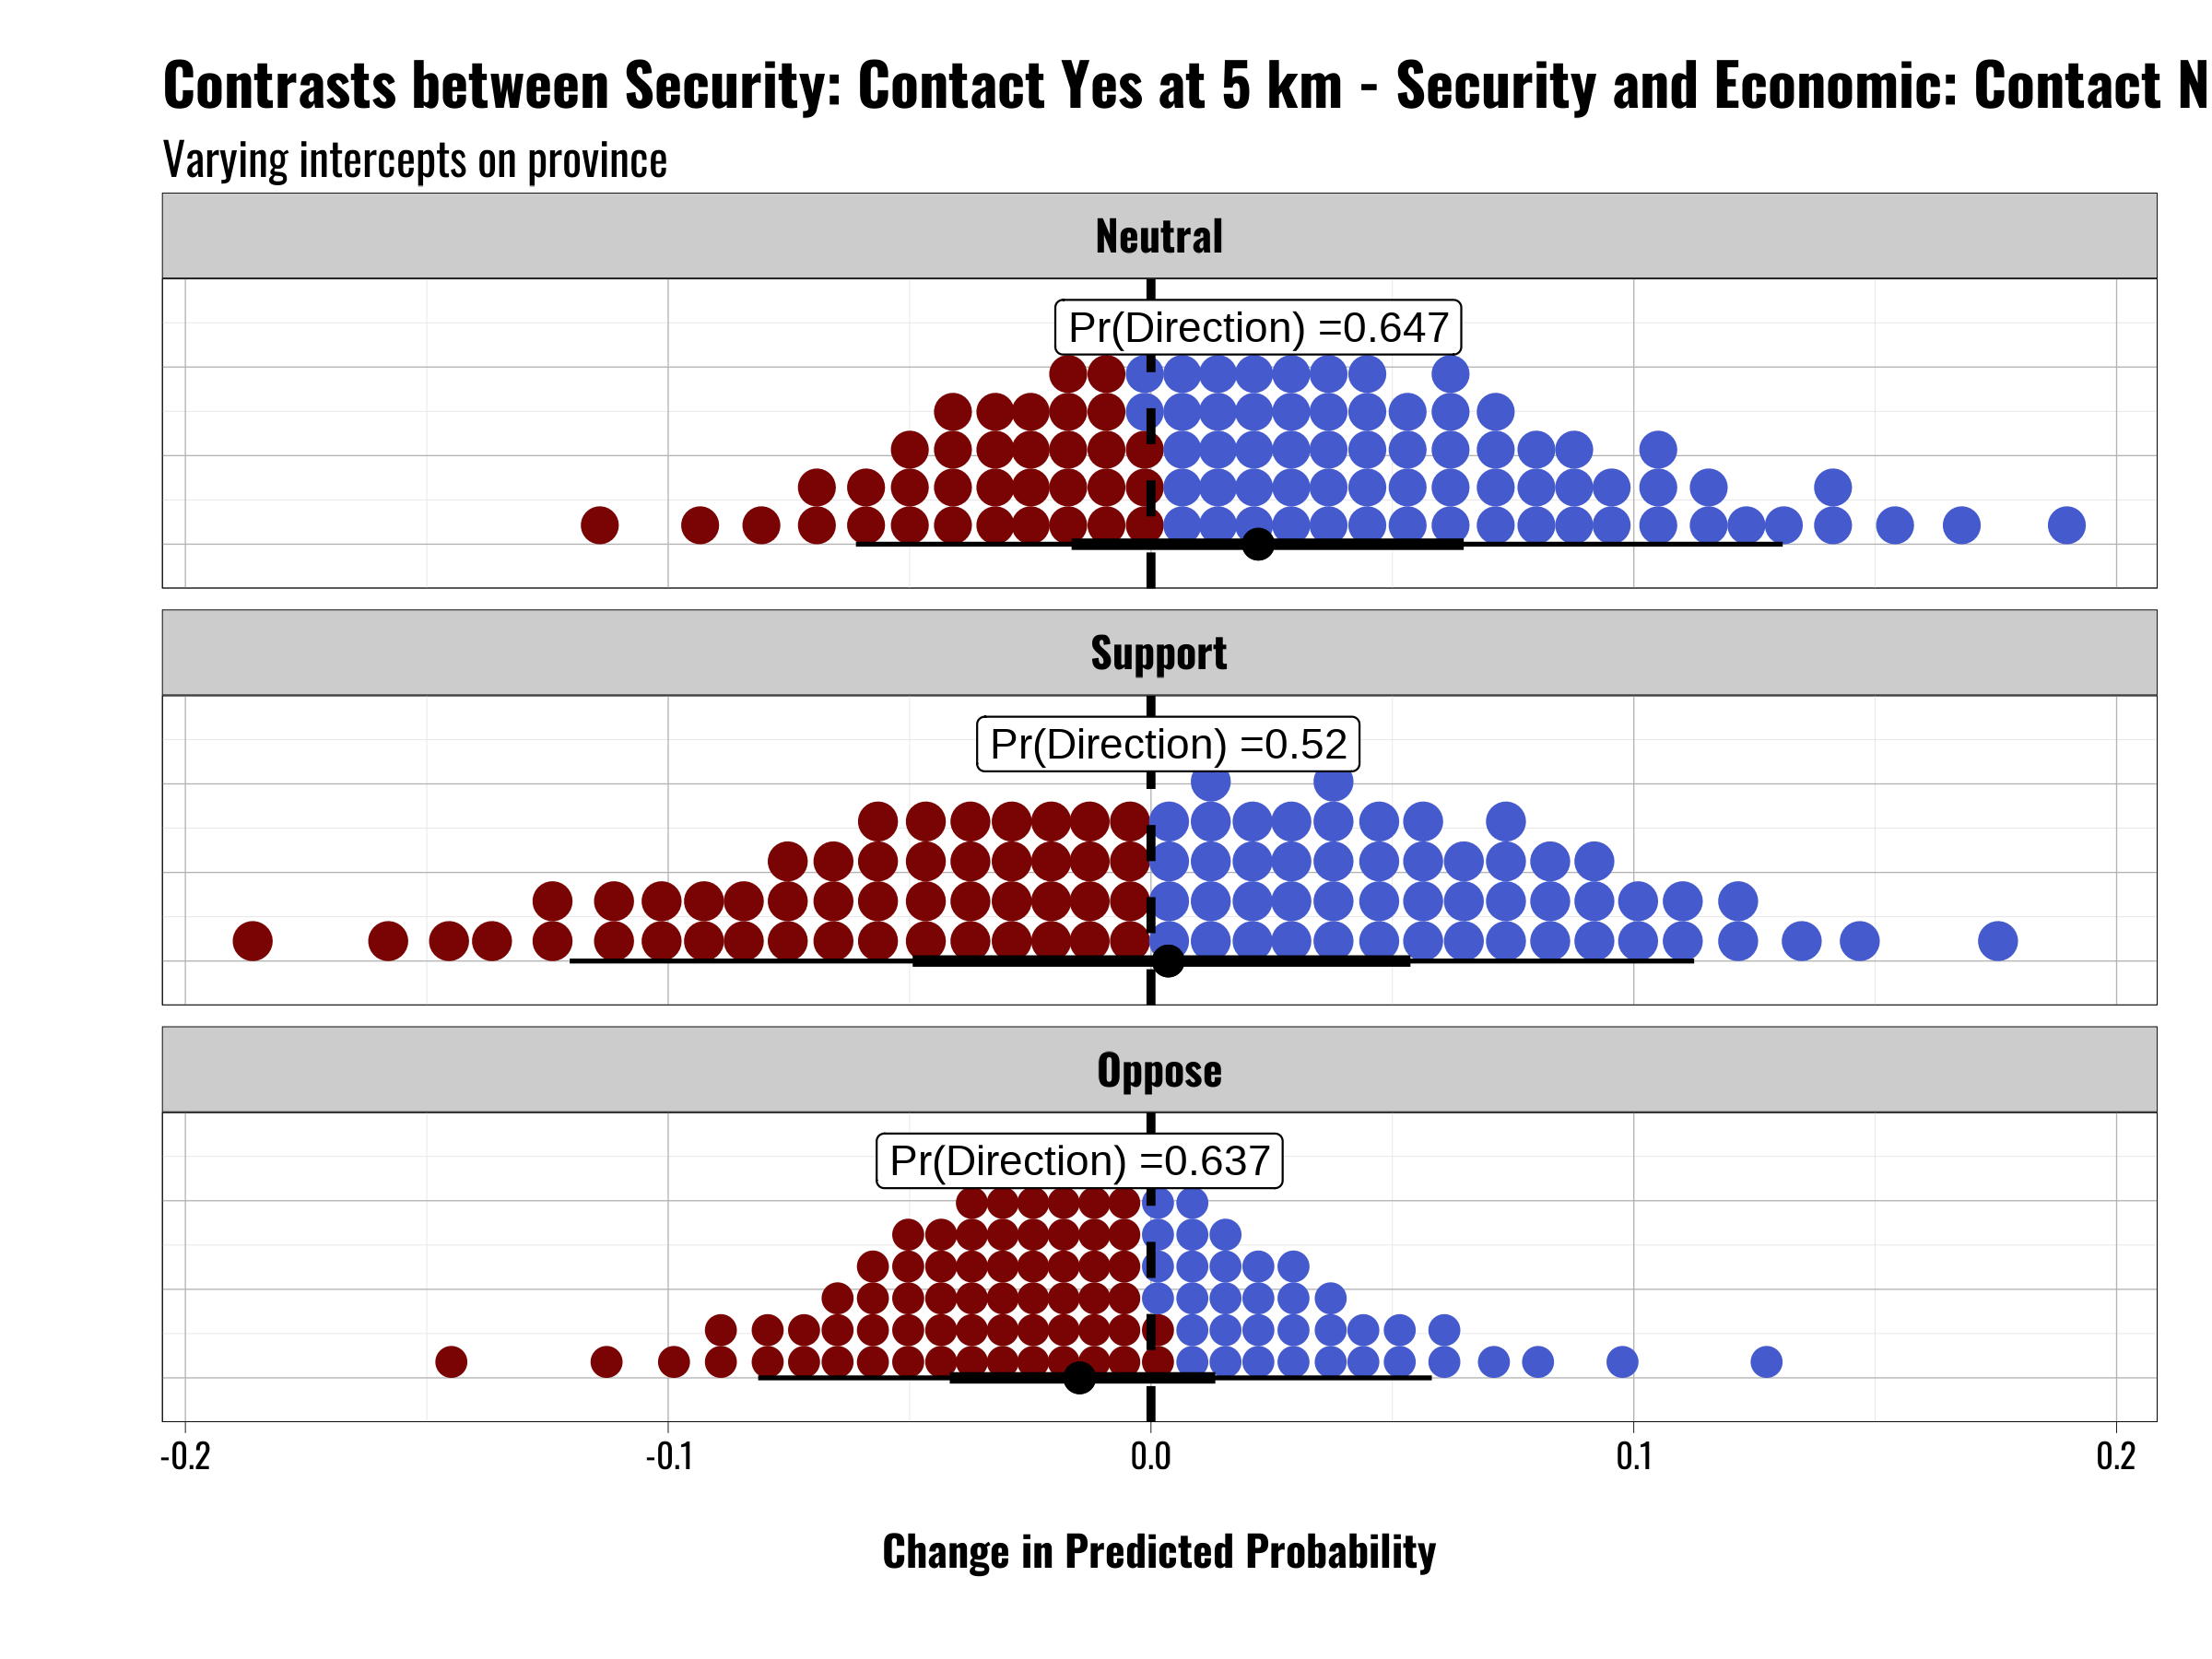 Contrasts between Security: Contact Yes at 5 km - Security and Economic: Contact N
Varying intercepts on province
Neutral
Pr(Direction) =0.647
Support
Pr(Direction) =0.52
Oppose
Pr(Direction) =0.637
-0.2 -0.1 0.0 0.1 0.2
Change in Predicted Probability